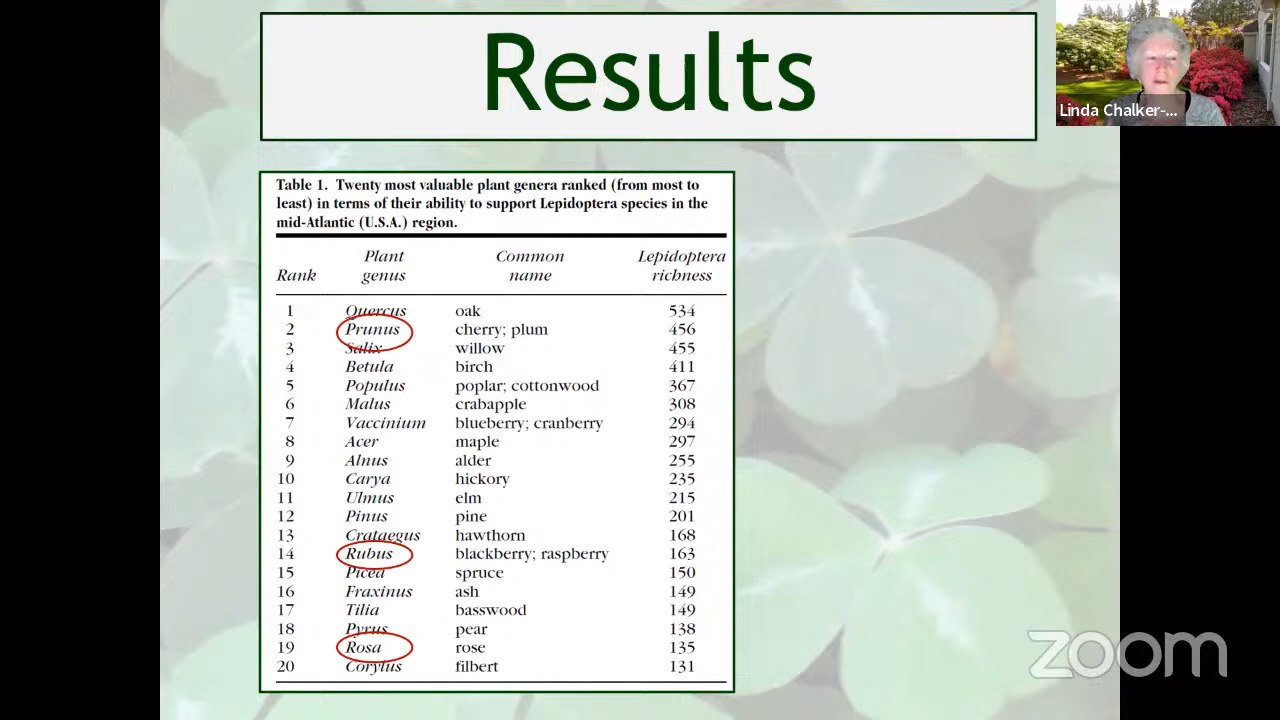 Results
Linda Chalker-...
Table 1. Twenty most valuable plant genera ranked (from most to
least) in terms of their ability to support Lepidoptera species in the
mid-Atlantic (U.S.A.) region.
Plant Common Lepidoptera
Rank genus name richness
1 Quercus oak 534
2 Prunus cherry; plum 456
3 Salix willow 455
4 Betula birch 411
5 Populus poplar; cottonwood 367
6 Malus crabapple 308
7 Vaccinium blueberry; cranberry 294
8 Acer maple 297
9 Alnus alder 255
10 Carya hickory 235
11 Ulmus elm 215
12 Pinus pine 201
13 Crataegus hawthorn 168
14 Rubus blackberry; raspberry 163
15 Picea spruce 150
16 Fraxinus ash 149
17 Tilia basswood 149
18 Pyrus pear 138
19 Rosa rose 135
20 Corylus filbert 131
zoom